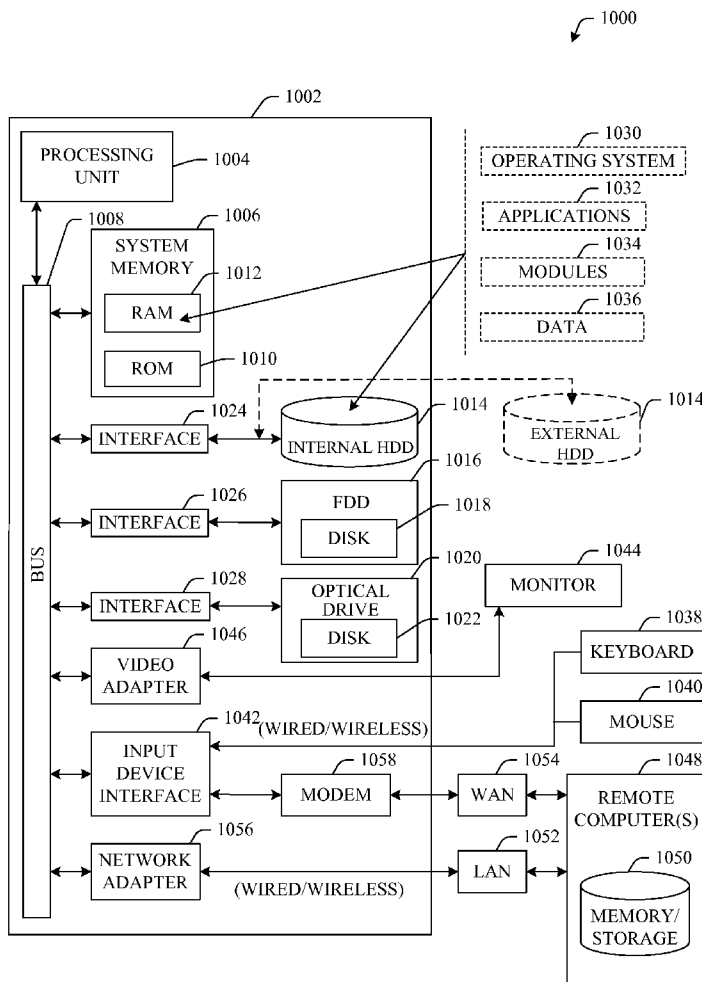 1000
1002
PROCESSING
UNIT
1004
1008
1006
SYSTEM
MEMORY
1012
RAM
1010
ROM
1030
OPERATING SYSTEM
1032
APPLICATIONS
1034
MODULES
1036
DATA
1024
INTERFACE
1014
INTERNAL HDD
1014
EXTERNAL
HDD
1026
INTERFACE
1016
FDD
1018
DISK
BUS
1028
INTERFACE
1020
OPTICAL
DRIVE
1022
DISK
1044
MONITOR
1046
VIDEO
ADAPTER
1038
KEYBOARD
1040
MOUSE
(WIRED/WIRELESS)
1042
INPUT
DEVICE
INTERFACE
1058
MODEM
1054
WAN
1048
REMOTE
COMPUTER(S)
1056
NETWORK
ADAPTER
(WIRED/WIRELESS)
1052
LAN
1050
MEMORY/
STORAGE